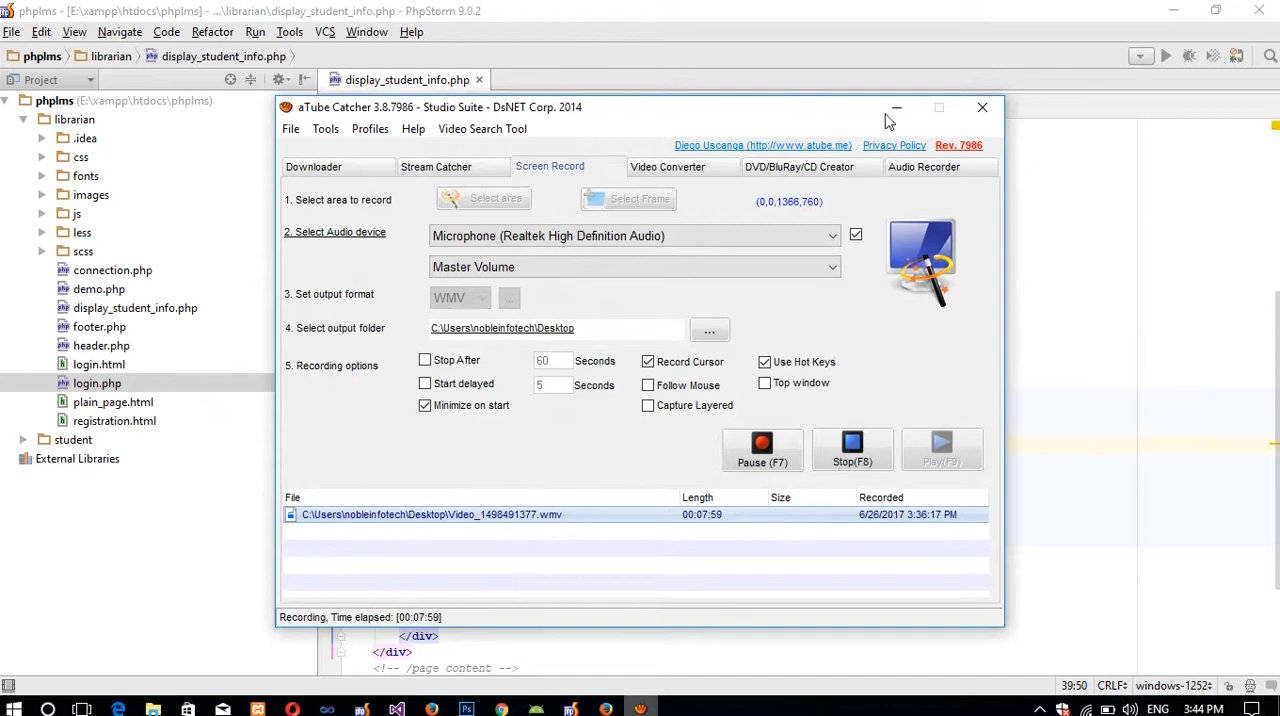 phplms - [E:\xampp\htdocs\phplms] - ...\librarian\display_student_info.php - PhpStorm 9.0.2
File Edit View Navigate Code Refactor Run Tools VCS Window Help
phplms librarian display_student_info.php
Project
display_student_info.php
phplms (E:\xampp\htdocs\phplms)
librarian
.idea
css
fonts
images
js
less
scss
connection.php
demo.php
display_student_info.php
footer.php
header.php
login.html
login.php
plain_page.html
registration.html
student
External Libraries
aTube Catcher 3.8.7986 - Studio Suite - DsNET Corp. 2014
File Tools Profiles Help Video Search Tool
Diego Uscanga (http://www.atube.me) Privacy Policy Rev. 7986
Downloader Stream Catcher Screen Record Video Converter DVD/BluRay/CD Creator Audio Recorder
1. Select area to record Select area Select Frame (0,0,1366,760)
2. Select Audio device Microphone (Realtek High Definition Audio)
Master Volume
3. Set output format WMV ...
4. Select output folder C:\Users\nobleinfotech\Desktop ...
5. Recording options Stop After 60 Seconds Record Cursor Use Hot Keys
Start delayed 5 Seconds Follow Mouse Top window
Minimize on start Capture Layered
Pause (F7) Stop(F8) Play(F9)
File Length Size Recorded
C:\Users\nobleinfotech\Desktop\Video_1498491377.wmv 00:07:59 6/26/2017 3:36:17 PM
Recording, Time elapsed: [00:07:59]
</div>
</div>
<!-- /page content -->
39:50 CRLF÷ windows-1252÷
ENG 3:44 PM